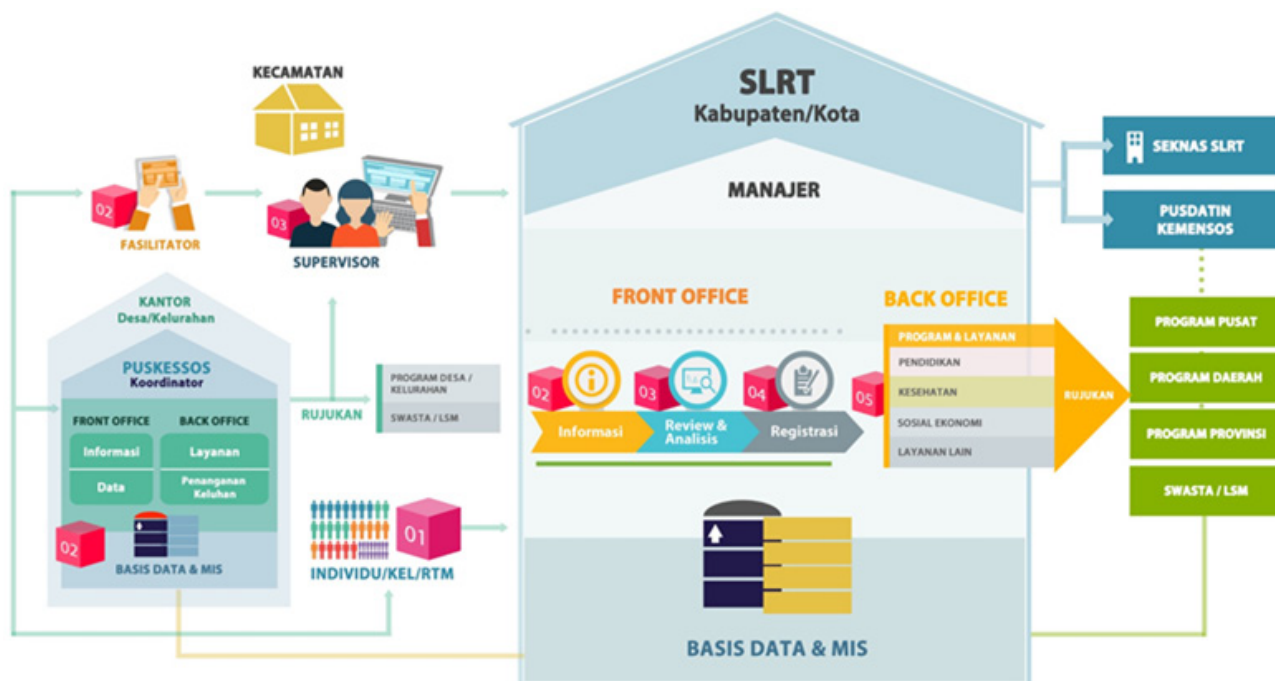 KECAMATAN
02
FASILITATOR
03
SUPERVISOR
KANTOR
Desa/Kelurahan
PUSKESSOS
Koordinator
FRONT OFFICE
BACK OFFICE
Informasi
Layanan
Data
Penanganan
Keluhan
02
BASIS DATA & MIS
RUJUKAN
PROGRAM DESA /
KELURAHAN
SWASTA / LSM
01
INDIVIDU/KEL/RTM
SLRT
Kabupaten/Kota
MANAJER
FRONT OFFICE
02
03
04
Informasi
Review &
Analisis
Registrasi
BACK OFFICE
05
PROGRAM & LAYANAN
PENDIDIKAN
KESEHATAN
SOSIAL EKONOMI
LAYANAN LAIN
RUJUKAN
BASIS DATA & MIS
SEKNAS SLRT
PUSDATIN
KEMENSOS
PROGRAM PUSAT
PROGRAM DAERAH
PROGRAM PROVINSI
SWASTA / LSM